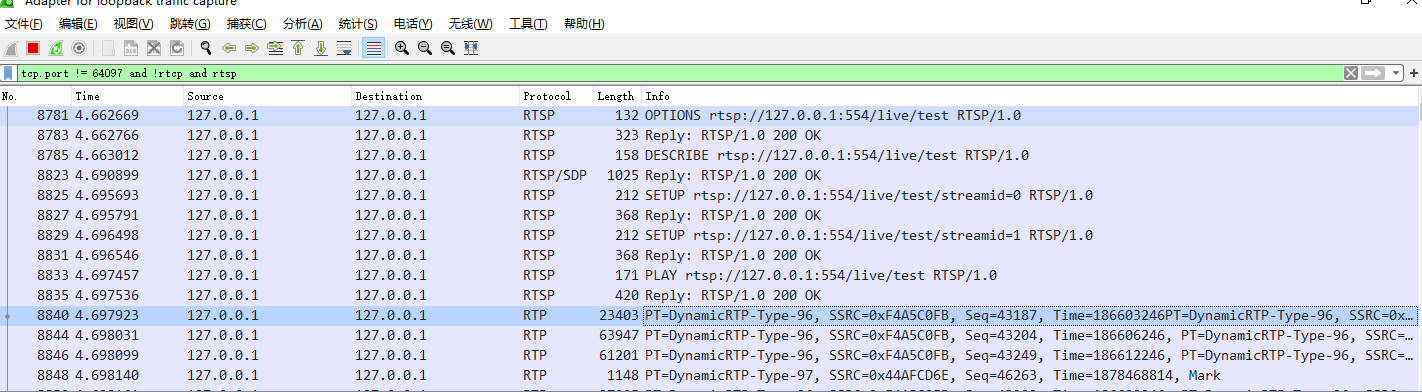 Adapter for loopback traffic capture
文件(F) 编辑(E) 视图(V) 跳转(G) 捕获(C) 分析(A) 统计(S) 电话(Y) 无线(W) 工具(T) 帮助(H)
tcp.port != 64097 and !rtcp and rtsp
No. Time Source Destination Protocol Length Info
8781 4.662669 127.0.0.1 127.0.0.1 RTSP 132 OPTIONS rtsp://127.0.0.1:554/live/test RTSP/1.0
8783 4.662766 127.0.0.1 127.0.0.1 RTSP 323 Reply: RTSP/1.0 200 OK
8785 4.663012 127.0.0.1 127.0.0.1 RTSP 158 DESCRIBE rtsp://127.0.0.1:554/live/test RTSP/1.0
8823 4.690899 127.0.0.1 127.0.0.1 RTSP/SDP 1025 Reply: RTSP/1.0 200 OK
8825 4.695693 127.0.0.1 127.0.0.1 RTSP 212 SETUP rtsp://127.0.0.1:554/live/test/streamid=0 RTSP/1.0
8827 4.695791 127.0.0.1 127.0.0.1 RTSP 368 Reply: RTSP/1.0 200 OK
8829 4.696498 127.0.0.1 127.0.0.1 RTSP 212 SETUP rtsp://127.0.0.1:554/live/test/streamid=1 RTSP/1.0
8831 4.696546 127.0.0.1 127.0.0.1 RTSP 368 Reply: RTSP/1.0 200 OK
8833 4.697457 127.0.0.1 127.0.0.1 RTSP 171 PLAY rtsp://127.0.0.1:554/live/test RTSP/1.0
8835 4.697536 127.0.0.1 127.0.0.1 RTSP 420 Reply: RTSP/1.0 200 OK
8840 4.697923 127.0.0.1 127.0.0.1 RTP 23403 PT=DynamicRTP-Type-96, SSRC=0xF4A5C0FB, Seq=43187, Time=186603246PT=DynamicRTP-Type-96, SSRC=0x…
8844 4.698031 127.0.0.1 127.0.0.1 RTP 63947 PT=DynamicRTP-Type-96, SSRC=0xF4A5C0FB, Seq=43204, Time=186606246, PT=DynamicRTP-Type-96, SSRC=…
8846 4.698099 127.0.0.1 127.0.0.1 RTP 61201 PT=DynamicRTP-Type-96, SSRC=0xF4A5C0FB, Seq=43249, Time=186612246, PT=DynamicRTP-Type-96, SSRC=…
8848 4.698140 127.0.0.1 127.0.0.1 RTP 1148 PT=DynamicRTP-Type-97, SSRC=0x44AFCD6E, Seq=46263, Time=1878468814, Mark